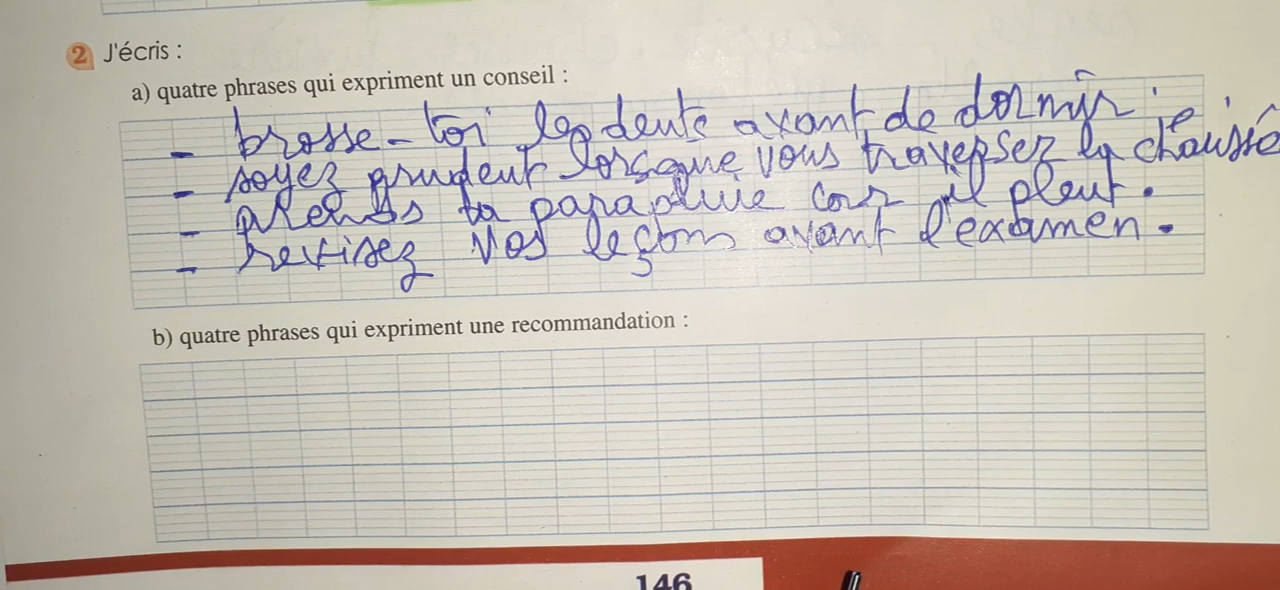 2 J'écris :
a) quatre phrases qui expriment un conseil :
- brosse-toi les dents avant de dormir.
- soyez prudent lorsque vous traversez la chaussée
- prends ta parapluie car il pleut.
- revisez vos leçons avant l'examen.
b) quatre phrases qui expriment une recommandation :
146